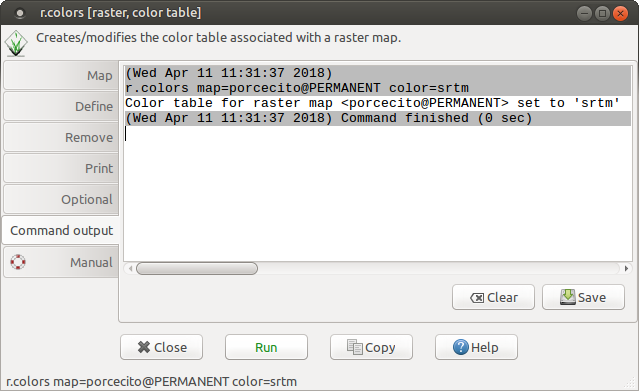 r.colors [raster, color table]
Creates/modifies the color table associated with a raster map.
Map
Define
Remove
Print
Optional
Command output
Manual
(Wed Apr 11 11:31:37 2018)
r.colors map=porcecito@PERMANENT color=srtm
Color table for raster map <porcecito@PERMANENT> set to 'srtm'
(Wed Apr 11 11:31:37 2018) Command finished (0 sec)
Clear
Save
Close
Run
Copy
Help
r.colors map=porcecito@PERMANENT color=srtm